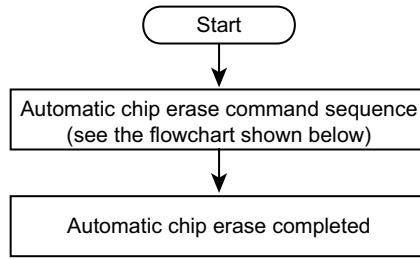 Start
Automatic chip erase command sequence
(see the flowchart shown below)
Automatic chip erase completed